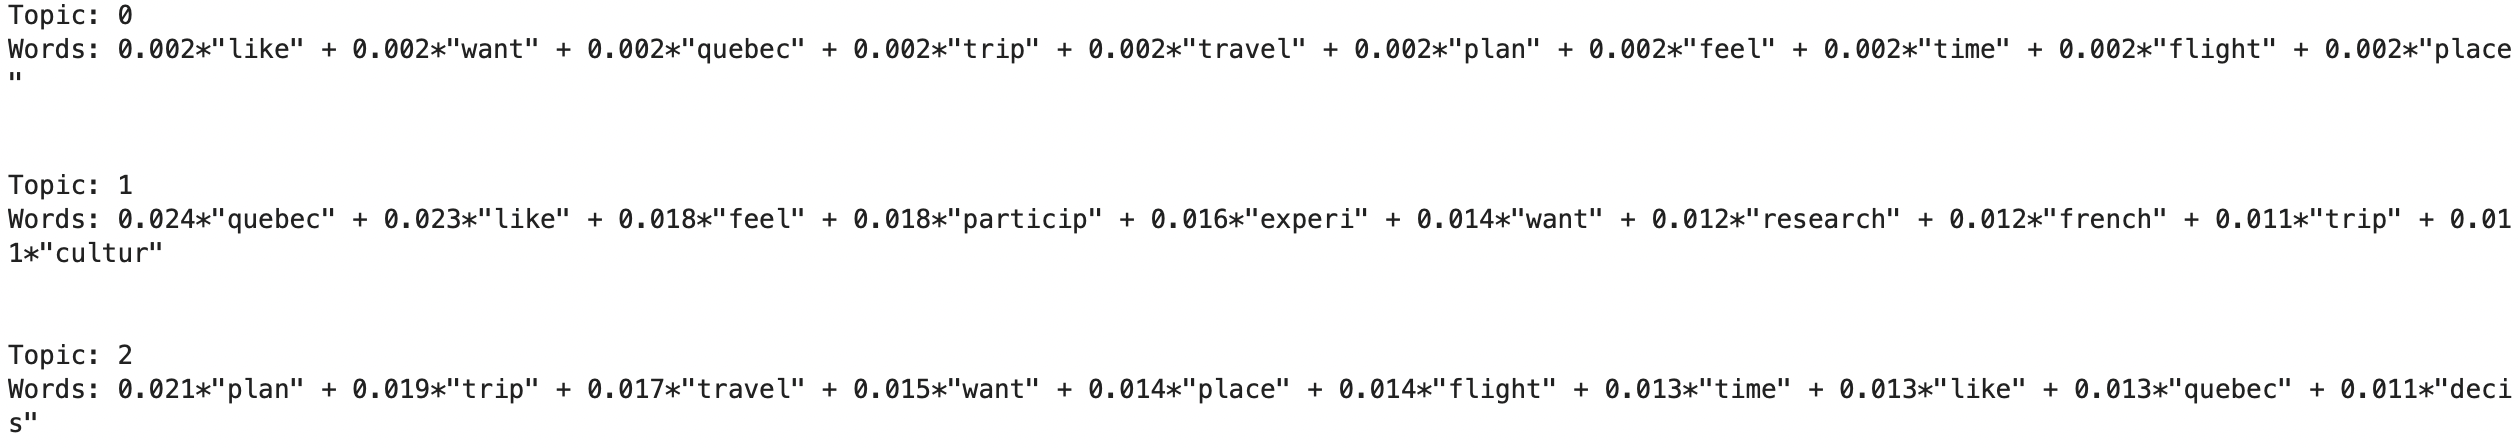 Topic: 0
Words: 0.002*"like" + 0.002*"want" + 0.002*"quebec" + 0.002*"trip" + 0.002*"travel" + 0.002*"plan" + 0.002*"feel" + 0.002*"time" + 0.002*"flight" + 0.002*"place
"
Topic: 1
Words: 0.024*"quebec" + 0.023*"like" + 0.018*"feel" + 0.018*"particip" + 0.016*"experi" + 0.014*"want" + 0.012*"research" + 0.012*"french" + 0.011*"trip" + 0.01
1*"cultur"
Topic: 2
Words: 0.021*"plan" + 0.019*"trip" + 0.017*"travel" + 0.015*"want" + 0.014*"place" + 0.014*"flight" + 0.013*"time" + 0.013*"like" + 0.013*"quebec" + 0.011*"deci
s"